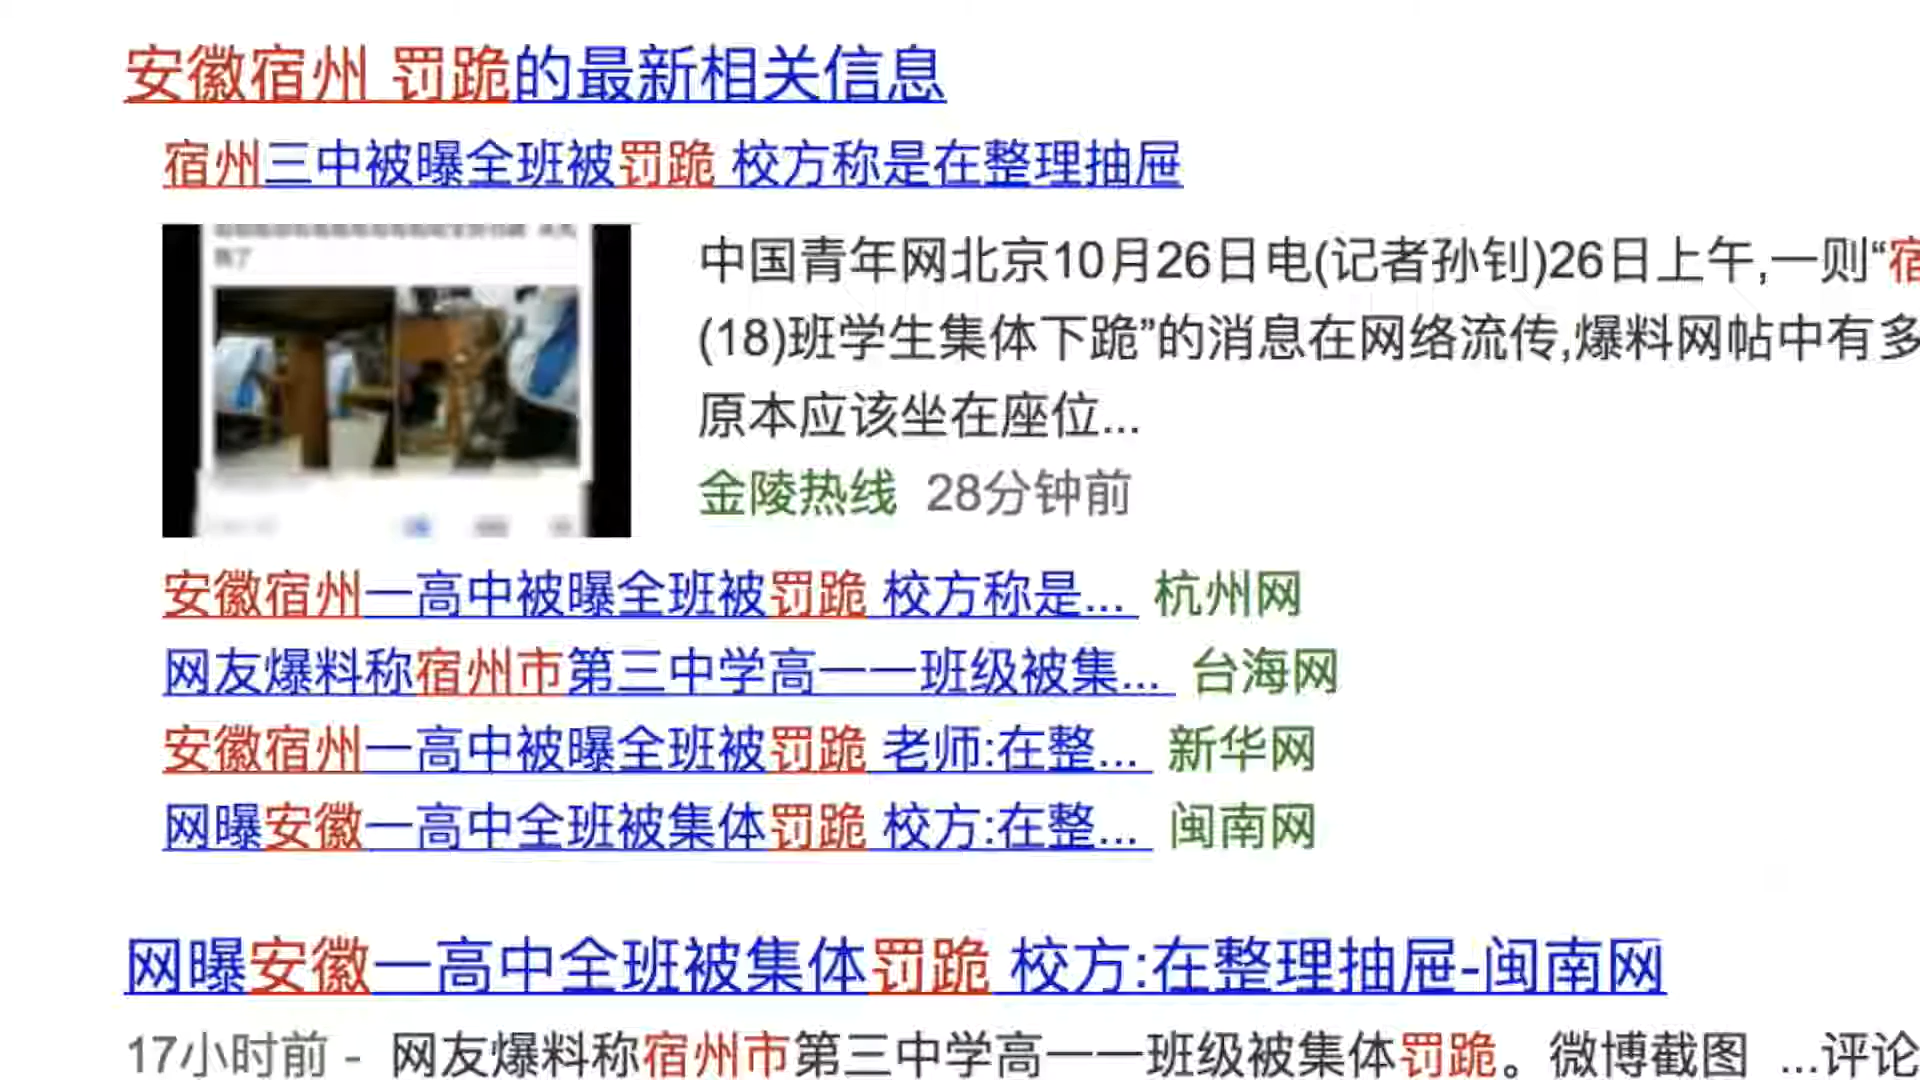 安徽宿州 罚跪的最新相关信息
宿州三中被曝全班被罚跪 校方称是在整理抽屉
中国青年网北京10月26日电(记者孙钊)26日上午,一则“宿
(18)班学生集体下跪”的消息在网络流传,爆料网帖中有多
原本应该坐在座位...
金陵热线 28分钟前
安徽宿州一高中被曝全班被罚跪 校方称是... 杭州网
网友爆料称宿州市第三中学高一一班级被集... 台海网
安徽宿州一高中被曝全班被罚跪 老师:在整... 新华网
网曝安徽一高中全班被集体罚跪 校方:在整... 闽南网
网曝安徽一高中全班被集体罚跪 校方:在整理抽屉-闽南网
17小时前 - 网友爆料称宿州市第三中学高一一班级被集体罚跪。微博截图 ...评论